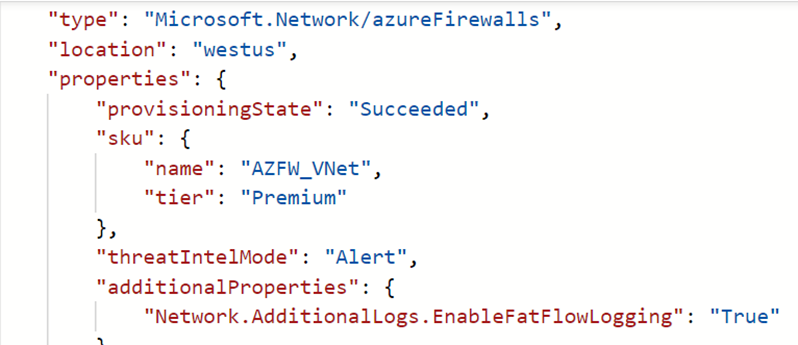 "type": "Microsoft.Network/azureFirewalls",
"location": "westus",
"properties": {
"provisioningState": "Succeeded",
"sku": {
"name": "AZFW_VNet",
"tier": "Premium"
},
"threatIntelMode": "Alert",
"additionalProperties": {
"Network.AdditionalLogs.EnableFatFlowLogging": "True"
}